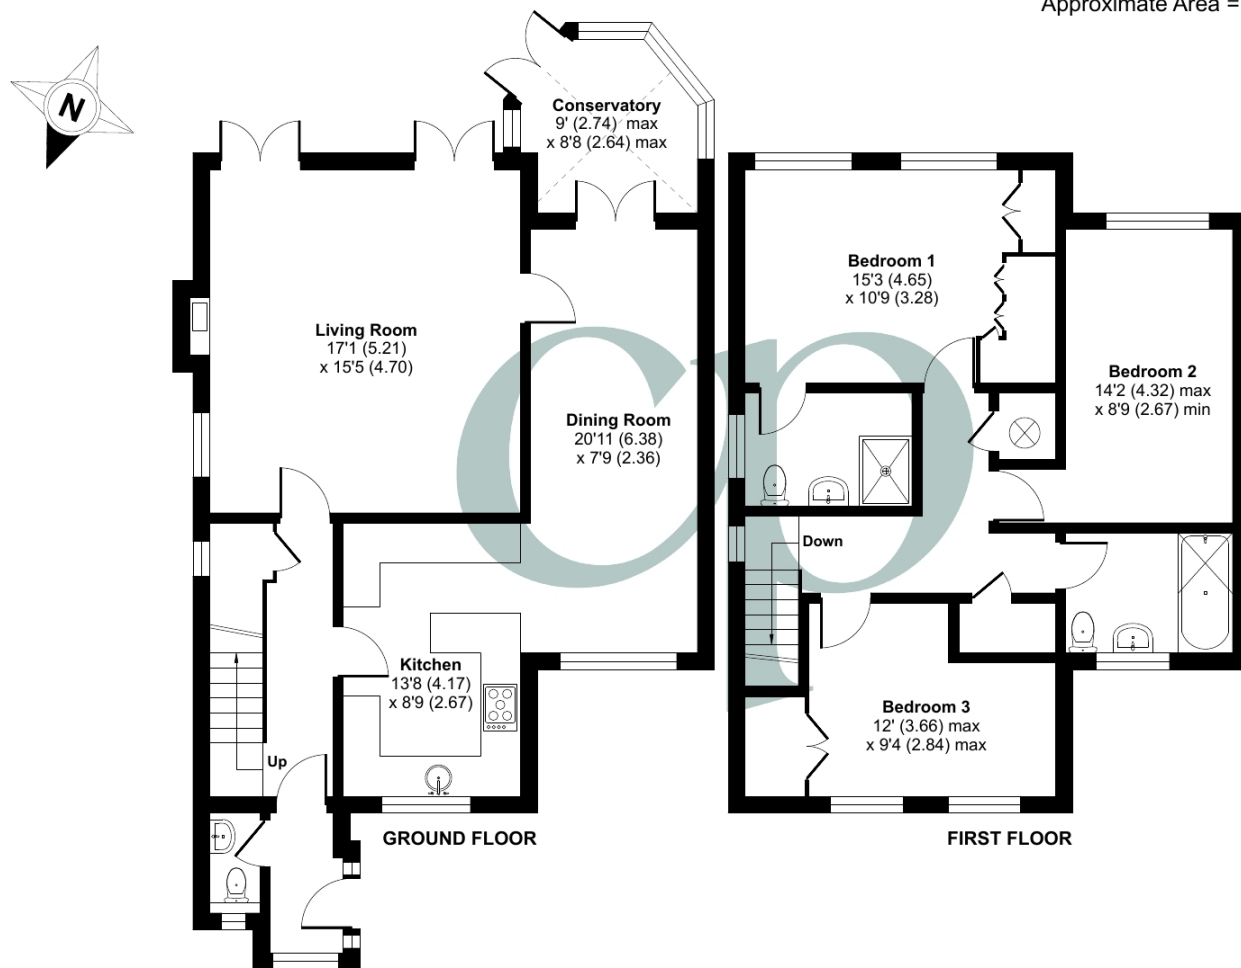 Approximate Area =
N
Conservatory
9' (2.74) max
x 8'8 (2.64) max
Living Room
17'1 (5.21)
x 15'5 (4.70)
Dining Room
20'11 (6.38)
x 7'9 (2.36)
Kitchen
13'8 (4.17)
x 8'9 (2.67)
Up
GROUND FLOOR
Bedroom 1
15'3 (4.65)
x 10'9 (3.28)
Bedroom 2
14'2 (4.32) max
x 8'9 (2.67) min
Down
Bedroom 3
12' (3.66) max
x 9'4 (2.84) max
FIRST FLOOR
cp